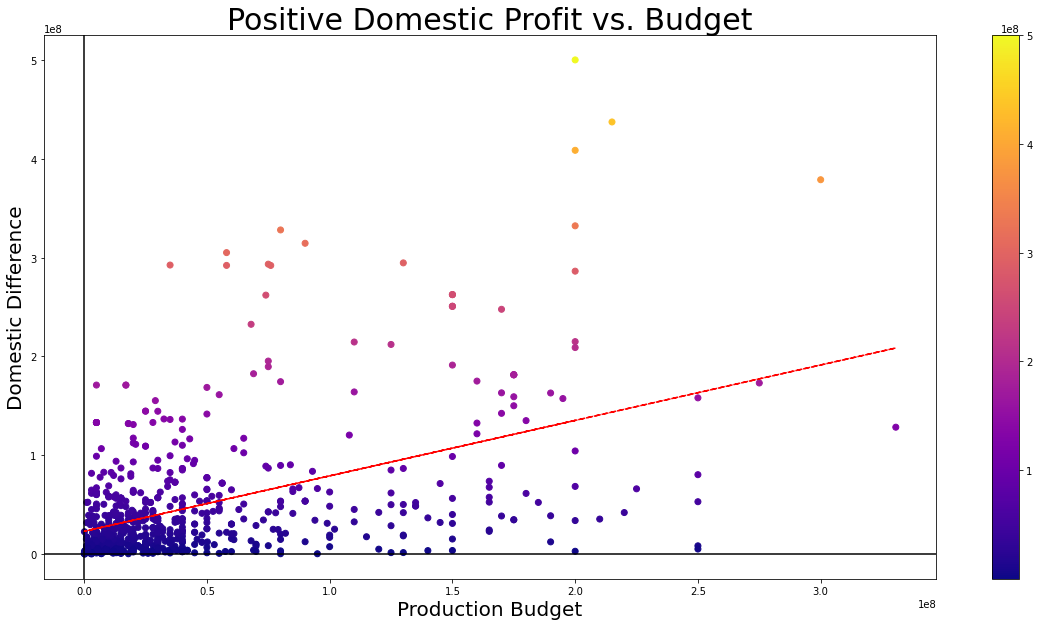 Positive Domestic Profit vs. Budget
1e8
1e8
5
4
3
2
1
0
Domestic Difference
0.0 0.5 1.0 1.5 2.0 2.5 3.0
1e8
Production Budget
5
4
3
2
1